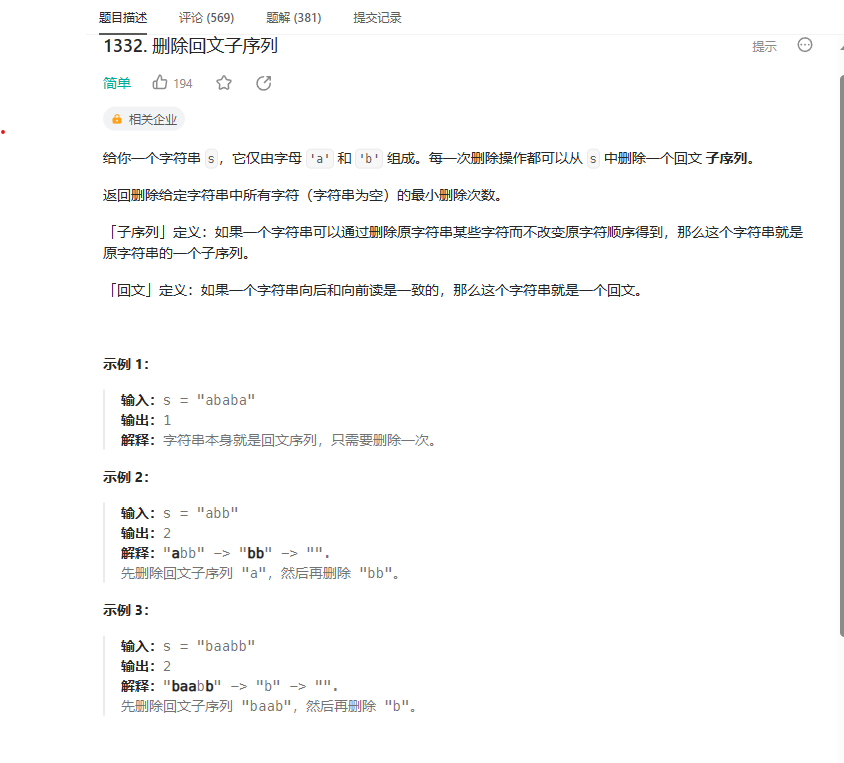 题目描述 评论 (569) 题解 (381) 提交记录
1332. 删除回文子序列 提示
简单 194
相关企业
给你一个字符串 s，它仅由字母 'a' 和 'b' 组成。每一次删除操作都可以从 s 中删除一个回文 子序列。
返回删除给定字符串中所有字符（字符串为空）的最小删除次数。
「子序列」定义：如果一个字符串可以通过删除原字符串某些字符而不改变原字符顺序得到，那么这个字符串就是
原字符串的一个子序列。
「回文」定义：如果一个字符串向后和向前读是一致的，那么这个字符串就是一个回文。
示例 1：
输入：s = "ababa"
输出：1
解释：字符串本身就是回文序列，只需要删除一次。
示例 2：
输入：s = "abb"
输出：2
解释："abb" -> "bb" -> "".
先删除回文子序列 "a"，然后再删除 "bb"。
示例 3：
输入：s = "baabb"
输出：2
解释："baabb" -> "b" -> "".
先删除回文子序列 "baab"，然后再删除 "b"。